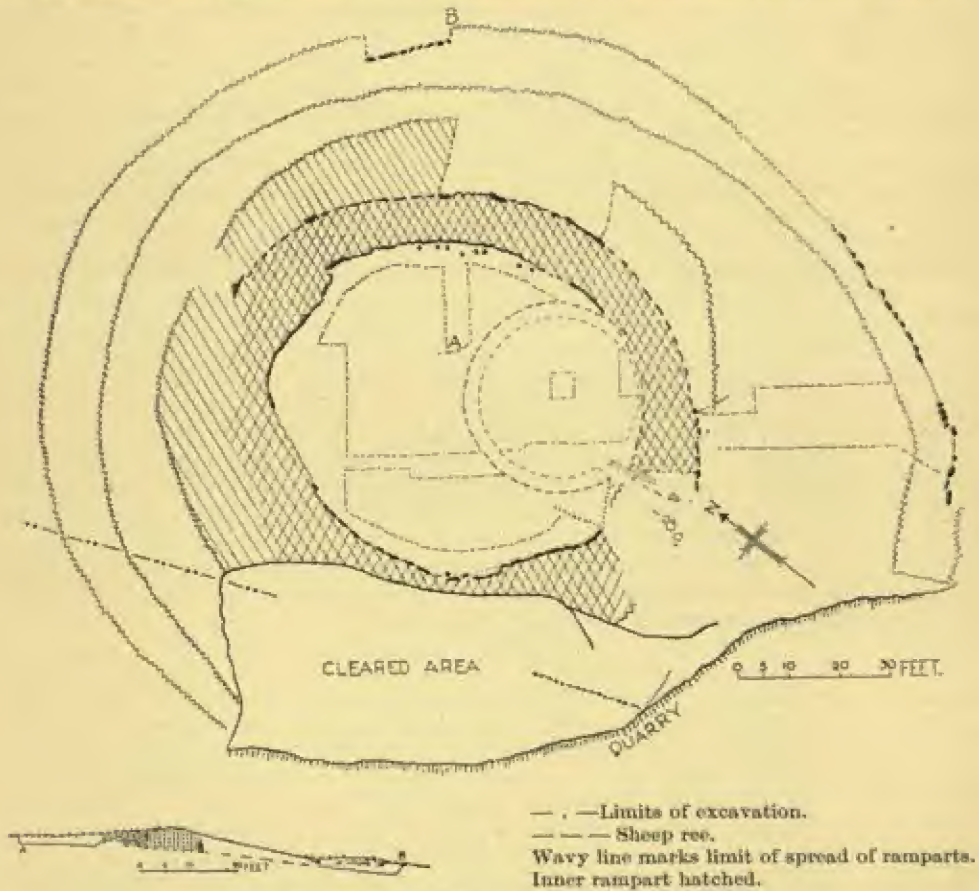 B
A
N
CLEARED AREA
0 5 10 20 30 FEET.
QUARRY
— . —Limits of excavation.
— — — Sheep ree.
Wavy line marks limit of spread of ramparts.
Inner rampart hatched.
A
B
FEET